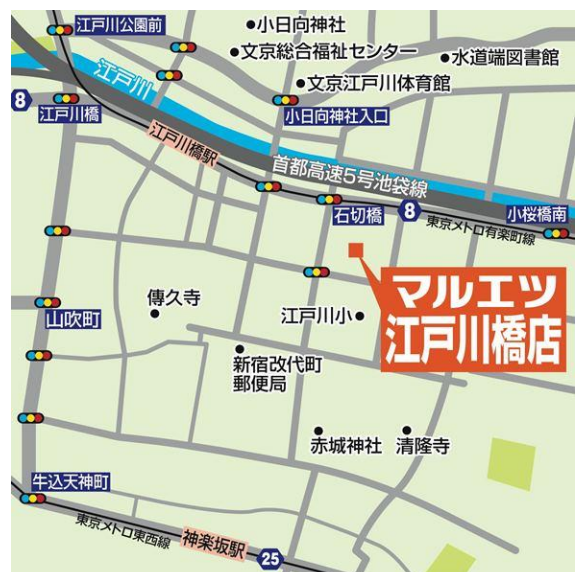 江戸川公園前
小日向神社
文京総合福祉センター
水道端図書館
江戸川
文京江戸川体育館
8
江戸川橋
小日向神社入口
江戸川橋駅
首都高速5号池袋線
石切橋
8
小桜橋南
東京メトロ有楽町線
マルエツ
江戸川橋店
山吹町
傳久寺
江戸川小
新宿改代町
郵便局
赤城神社
清隆寺
牛込天神町
東京メトロ東西線
神楽坂駅
25